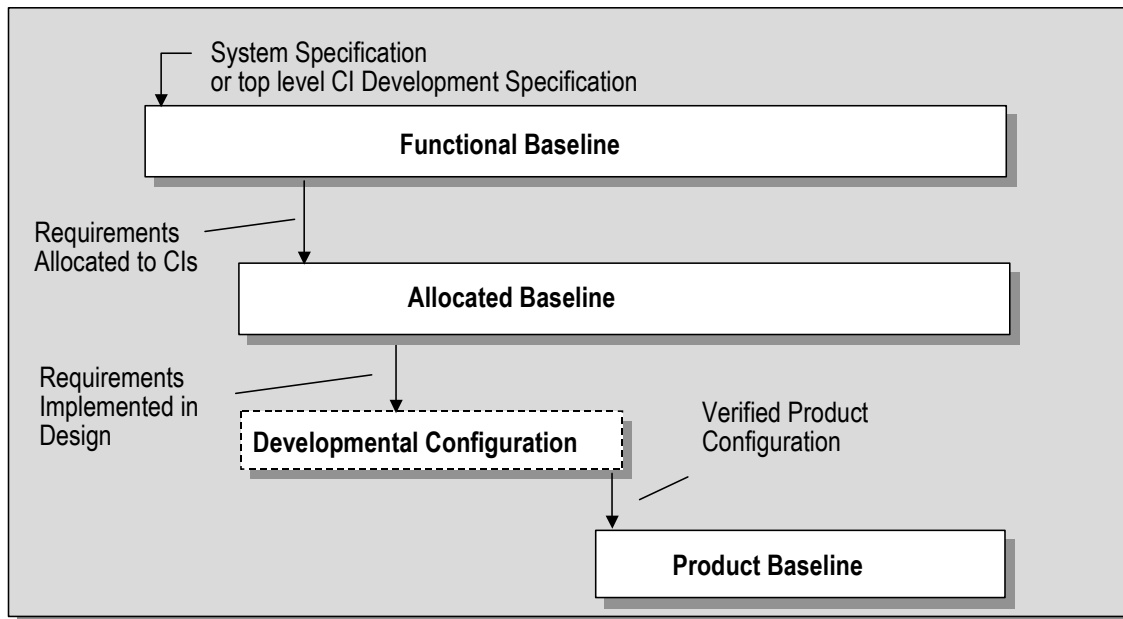 System Specification
or top level CI Development Specification
Functional Baseline
Requirements
Allocated to CIs
Allocated Baseline
Requirements
Implemented in
Design
Developmental Configuration
Verified Product
Configuration
Product Baseline